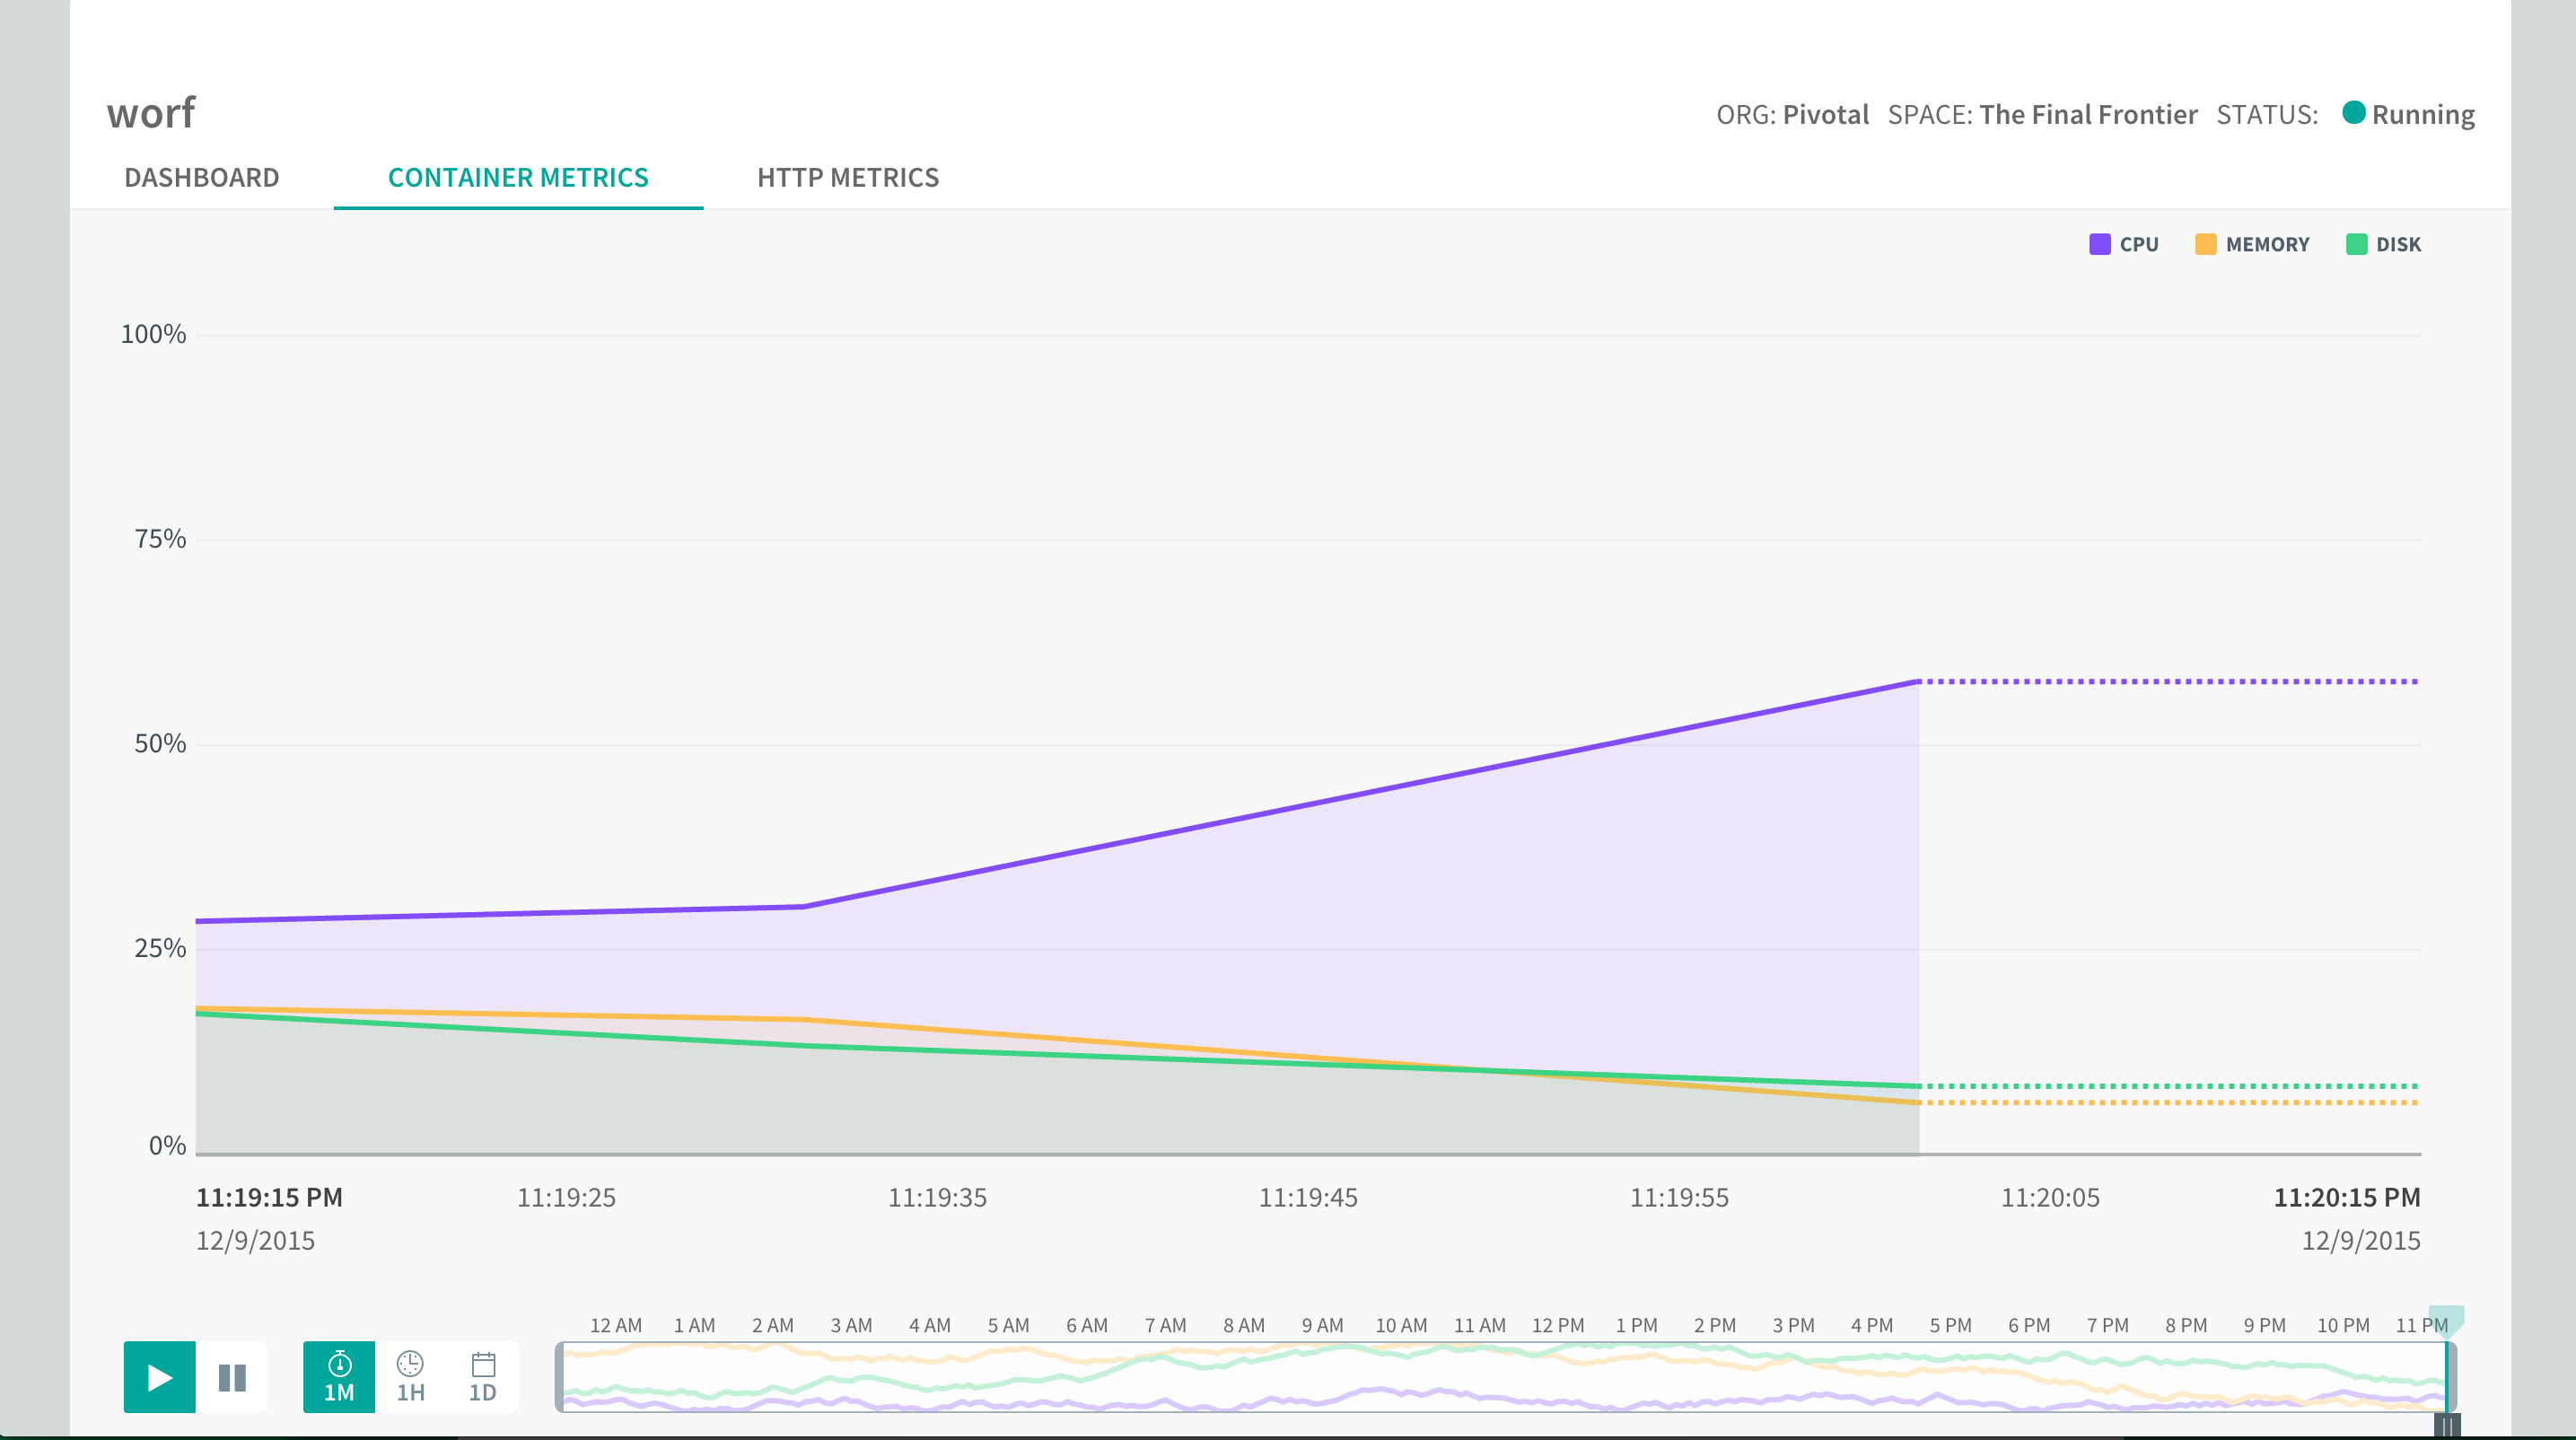 worf
ORG: Pivotal SPACE: The Final Frontier STATUS: Running
DASHBOARD CONTAINER METRICS HTTP METRICS
CPU MEMORY DISK
100%
75%
50%
25%
0%
11:19:15 PM 11:19:25 11:19:35 11:19:45 11:19:55 11:20:05 11:20:15 PM
12/9/2015 12/9/2015
12 AM 1 AM 2 AM 3 AM 4 AM 5 AM 6 AM 7 AM 8 AM 9 AM 10 AM 11 AM 12 PM 1 PM 2 PM 3 PM 4 PM 5 PM 6 PM 7 PM 8 PM 9 PM 10 PM 11 PM
1M 1H 1D